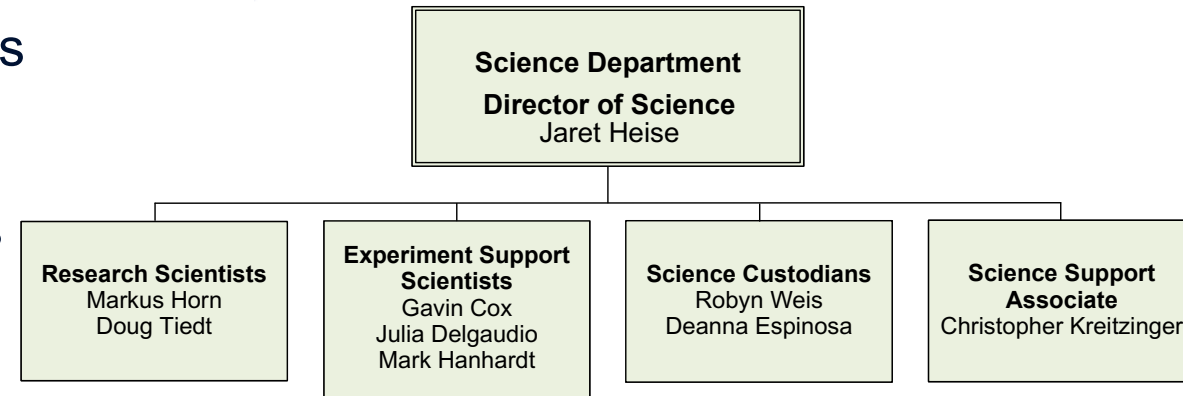 s
Science Department
Director of Science
Jaret Heise
Research Scientists
Markus Horn
Doug Tiedt
Experiment Support
Scientists
Gavin Cox
Julia Delgaudio
Mark Hanhardt
Science Custodians
Robyn Weis
Deanna Espinosa
Science Support
Associate
Christopher Kreitzinger